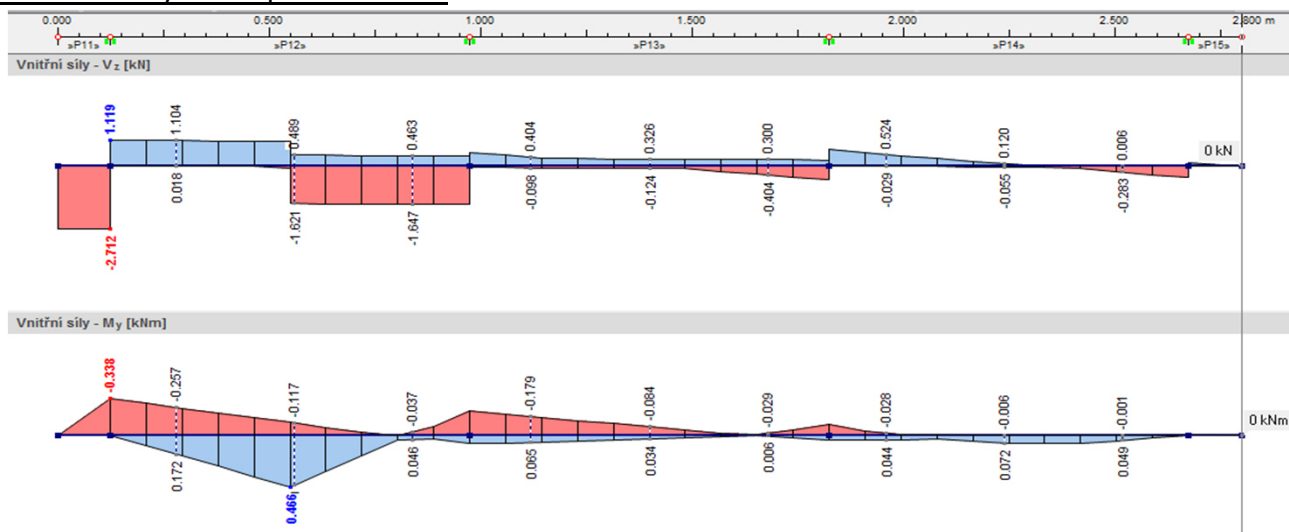 0.000 0.500 1.000 1.500 2.000 2.500 2.800 m
»P11» »P12» »P13» »P14» »P15»
Vnitřní síly - Vz [kN]
1.119 1.104 0.489 0.463 0.404 0.326 0.300 0.524 0.120 0.006 0 kN
-2.712 0.018 -1.621 -1.647 -0.098 -0.124 -0.404 -0.029 -0.055 -0.283
Vnitřní síly - My [kNm]
-0.338 -0.257 -0.117 -0.037 -0.179 -0.084 -0.029 -0.028 -0.006 -0.001 0 kNm
0.172 0.466 0.046 0.065 0.034 0.006 0.044 0.072 0.049